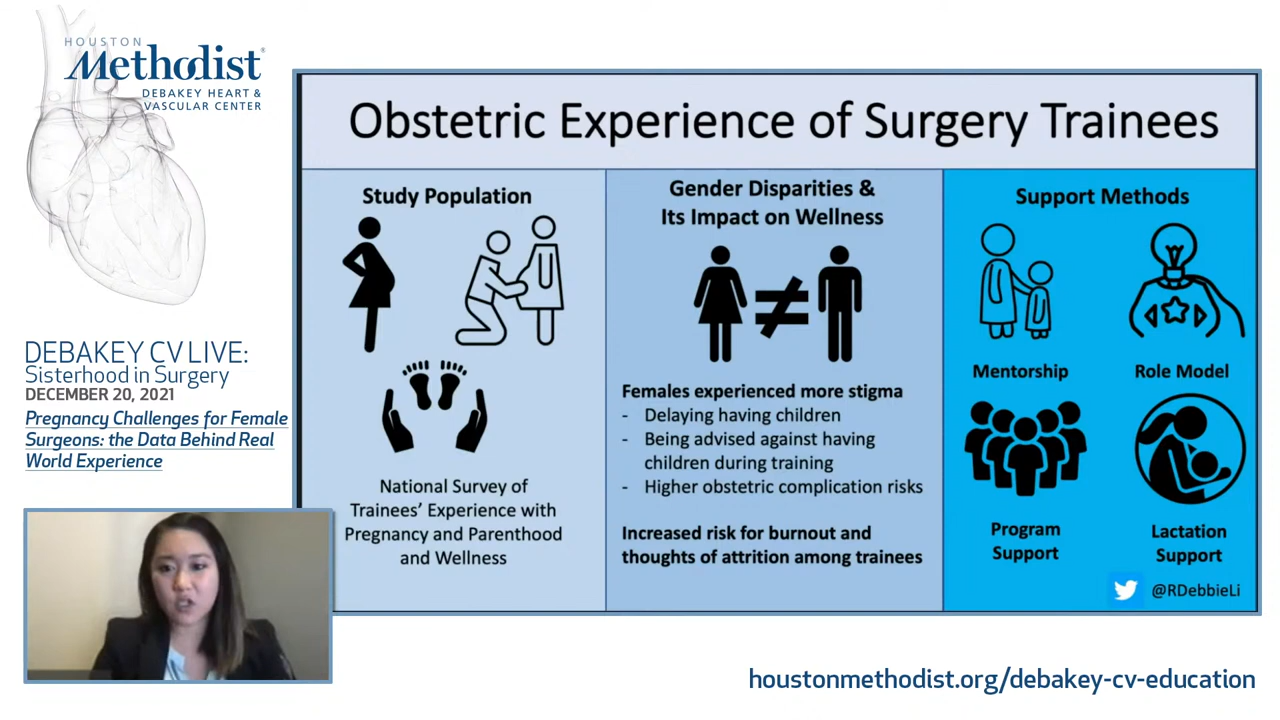 HOUSTON
Methodist®
DEBAKEY HEART &
VASCULAR CENTER
DEBAKEY CV LIVE:
Sisterhood in Surgery
DECEMBER 20, 2021
Pregnancy Challenges for Female
Surgeons: the Data Behind Real
World Experience
Obstetric Experience of Surgery Trainees
Study Population
National Survey of
Trainees’ Experience with
Pregnancy and Parenthood
and Wellness
Gender Disparities &
Its Impact on Wellness
Females experienced more stigma
- Delaying having children
- Being advised against having
children during training
- Higher obstetric complication risks
Increased risk for burnout and
thoughts of attrition among trainees
Support Methods
Mentorship
Role Model
Program
Support
Lactation
Support
@RDebbieLi
houstonmethodist.org/debakey-cv-education